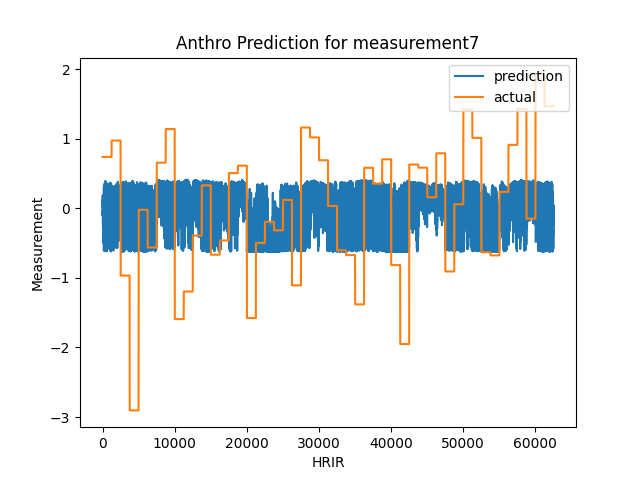 Anthro Prediction for measurement7
prediction
actual
2
1
0
−1
−2
−3
Measurement
0 10000 20000 30000 40000 50000 60000
HRIR